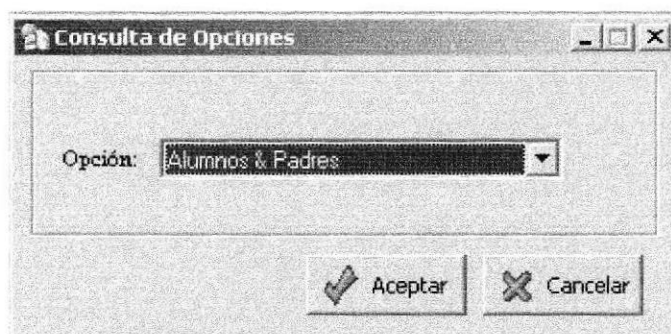 Consulta de Opciones
Opción: Alumnos & Padres
Aceptar Cancelar